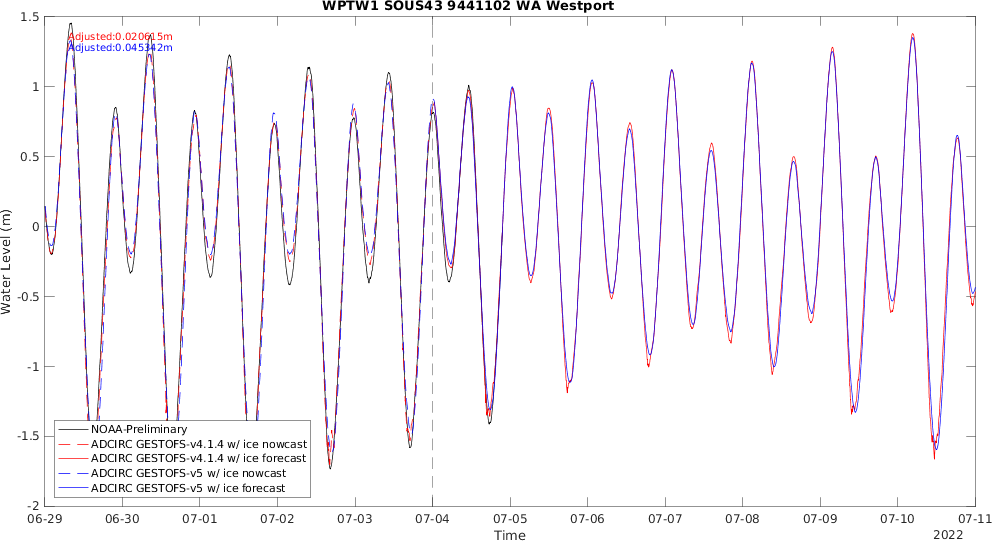 WPTW1 SOUS43 9441102 WA Westport
Adjusted:0.020615m
Adjusted:0.045342m
Water Level (m)
1.5
1
0.5
0
-0.5
-1
-1.5
-2
NOAA-Preliminary
ADCIRC GESTOFS-v4.1.4 w/ ice nowcast
ADCIRC GESTOFS-v4.1.4 w/ ice forecast
ADCIRC GESTOFS-v5 w/ ice nowcast
ADCIRC GESTOFS-v5 w/ ice forecast
06-29 06-30 07-01 07-02 07-03 07-04 07-05 07-06 07-07 07-08 07-09 07-10 07-11
Time
2022